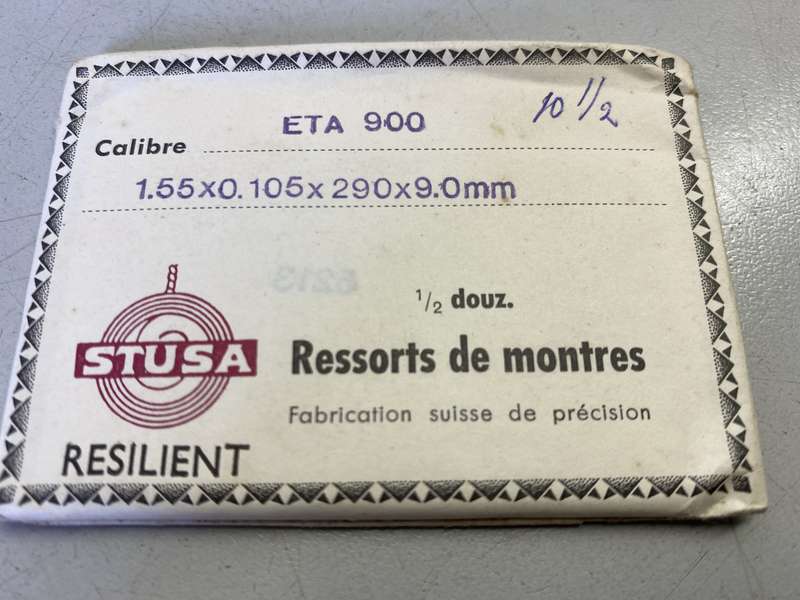 ETA 900
10 1/2
Calibre
1.55x0.105x290x9.0mm
5213
1/2 douz.
STUSA
Ressorts de montres
Fabrication suisse de précision
RESILIENT